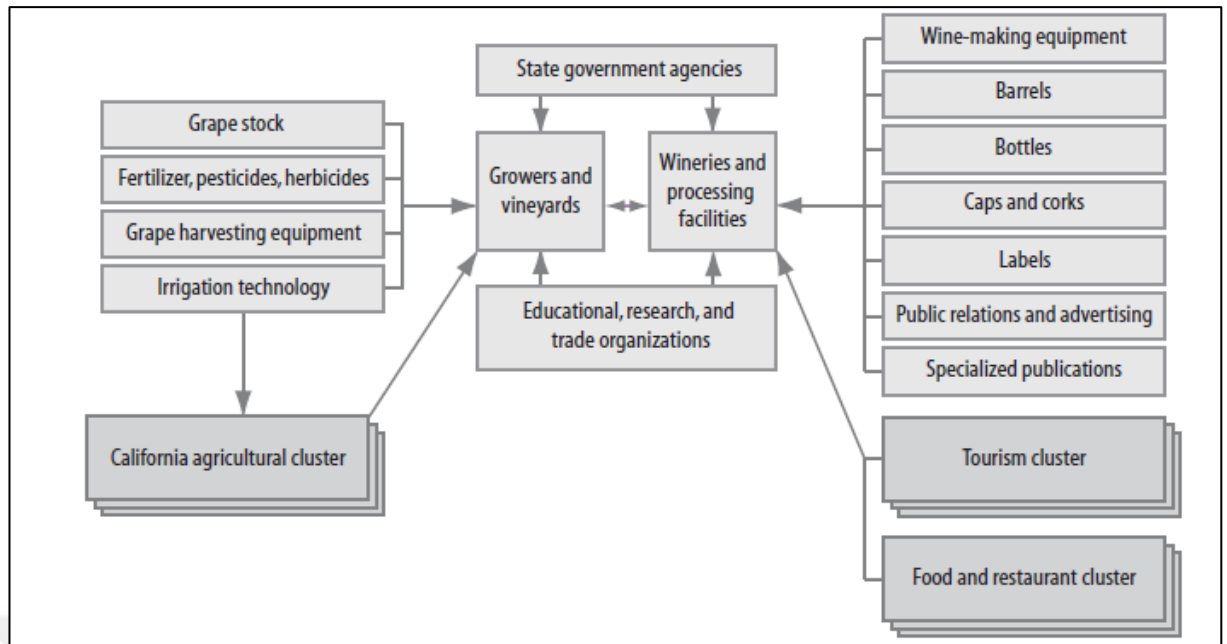 State government agencies
Grape stock
Fertilizer, pesticides, herbicides
Grape harvesting equipment
Irrigation technology
California agricultural cluster
Growers and
vineyards
Wineries and
processing
facilities
Educational, research, and
trade organizations
Wine-making equipment
Barrels
Bottles
Caps and corks
Labels
Public relations and advertising
Specialized publications
Tourism cluster
Food and restaurant cluster